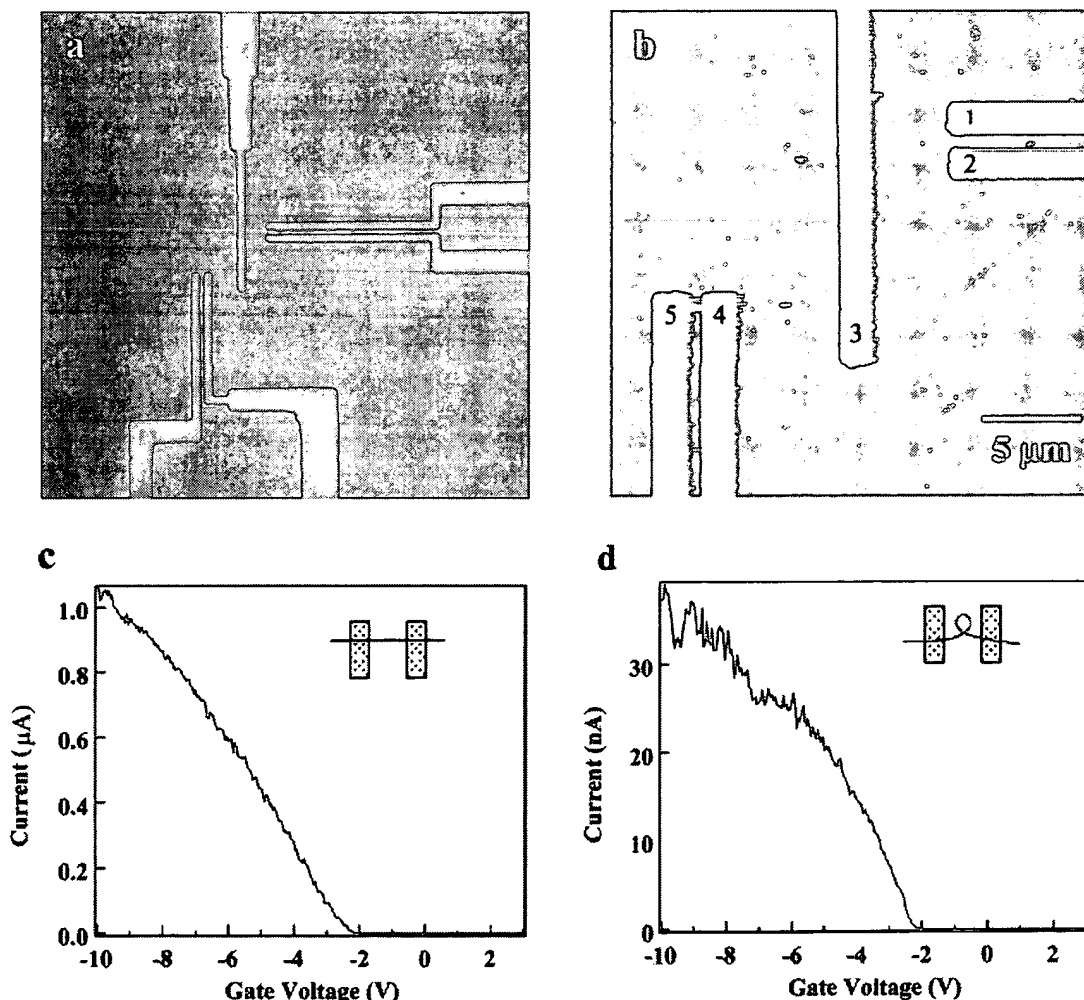 a
b
1
2
3
5 4
5 μm
c
d
1.0
0.8
0.6
0.4
0.2
0.0
Current (μA)
-10 -8 -6 -4 -2 0 2
Gate Voltage (V)
30
20
10
0
Current (nA)
-10 -8 -6 -4 -2 0 2
Gate Voltage (V)